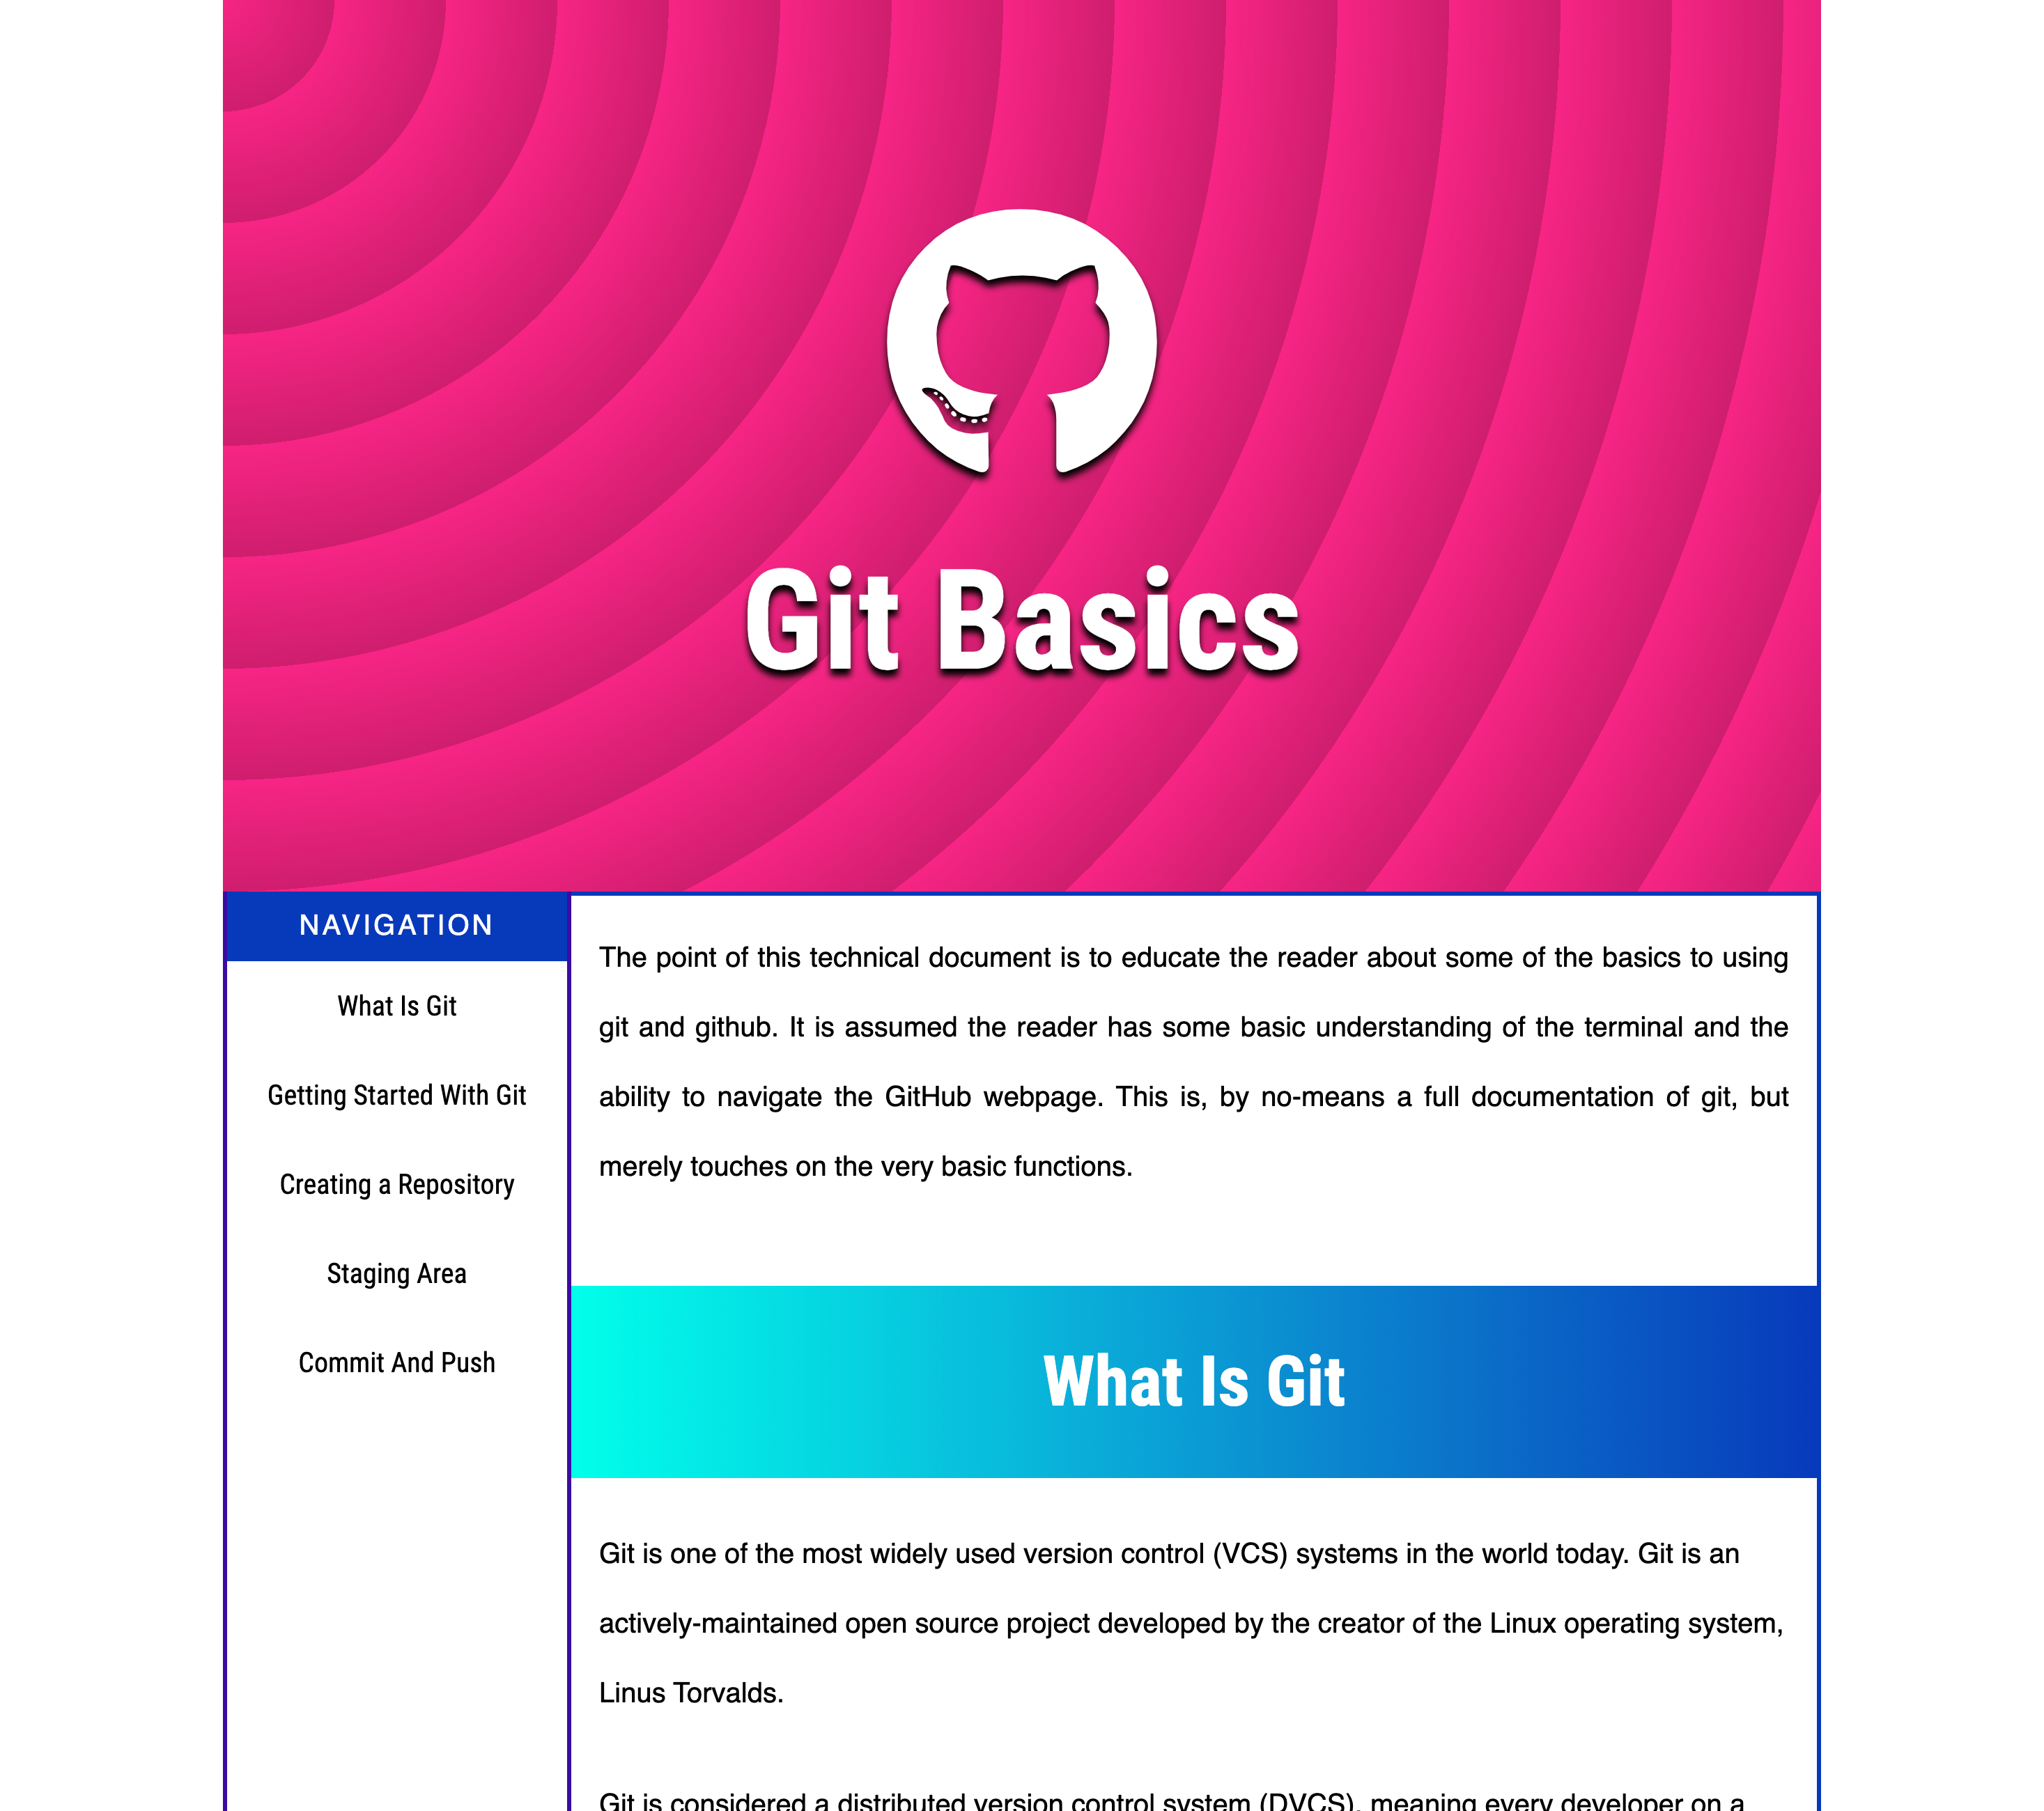 Git Basics
NAVIGATION
What Is Git
Getting Started With Git
Creating a Repository
Staging Area
Commit And Push
The point of this technical document is to educate the reader about some of the basics to using
git and github. It is assumed the reader has some basic understanding of the terminal and the
ability to navigate the GitHub webpage. This is, by no-means a full documentation of git, but
merely touches on the very basic functions.
What Is Git
Git is one of the most widely used version control (VCS) systems in the world today. Git is an
actively-maintained open source project developed by the creator of the Linux operating system,
Linus Torvalds.
Git is considered a distributed version control system (DVCS), meaning every developer on a